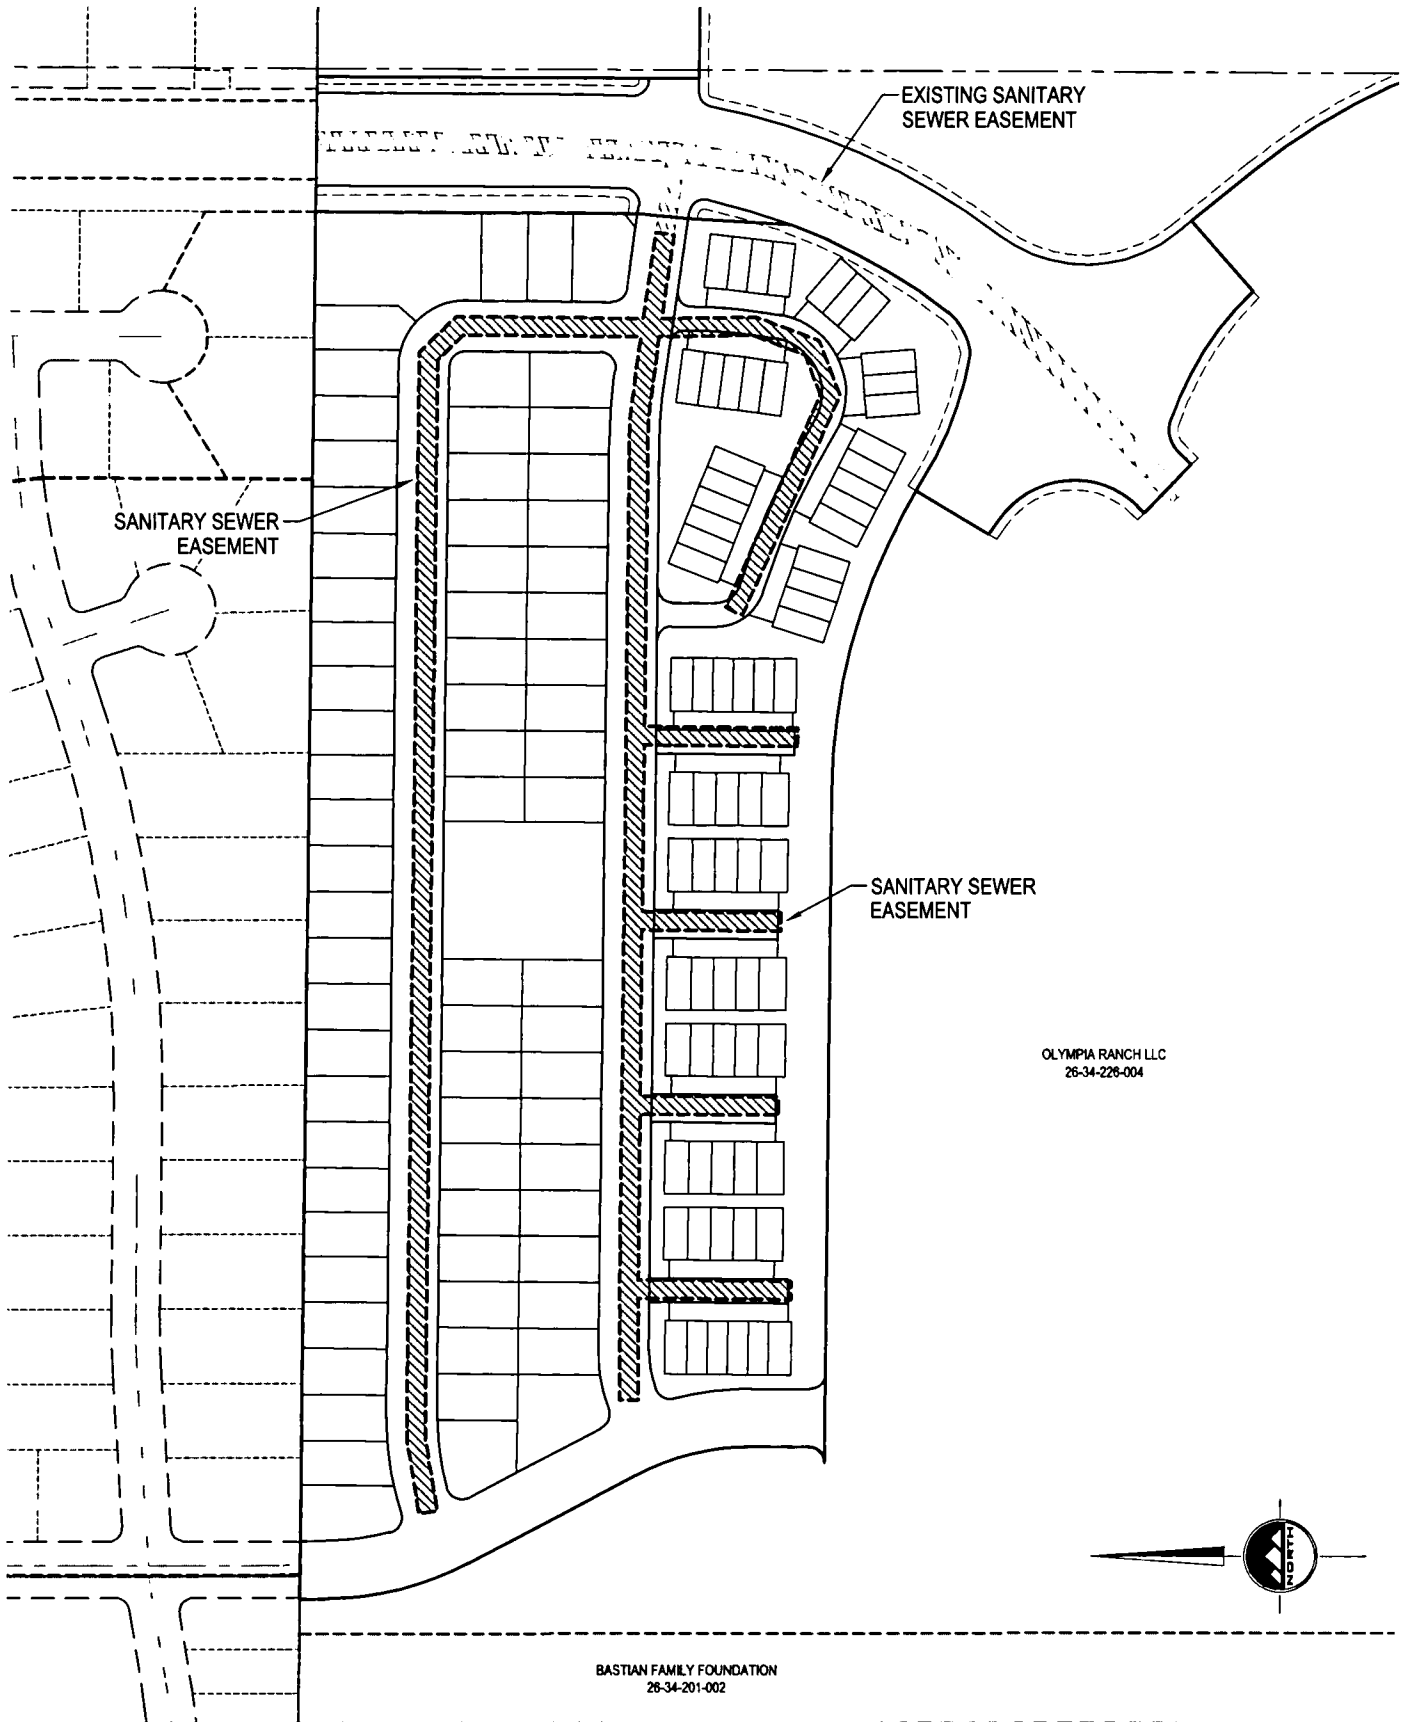 EXISTING SANITARY
SEWER EASEMENT
SANITARY SEWER
EASEMENT
SANITARY SEWER
EASEMENT
OLYMPIA RANCH LLC
26-34-226-004
NORTH
BASTIAN FAMILY FOUNDATION
26-34-201-002